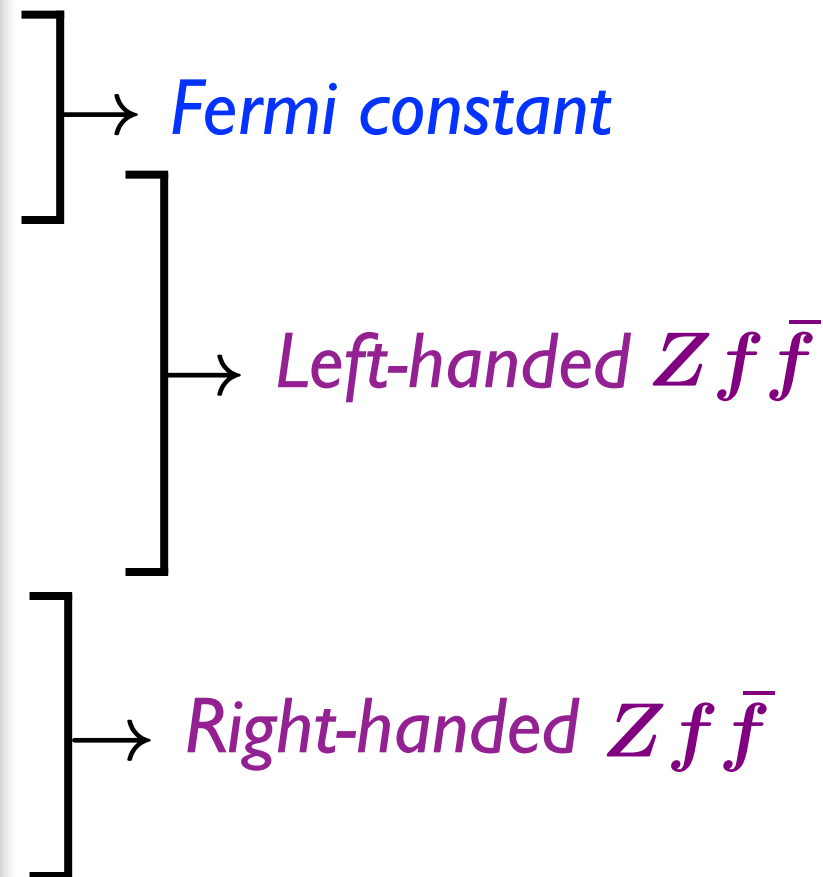 Fermi constant
Left-handed Z f f̄
Right-handed Z f f̄